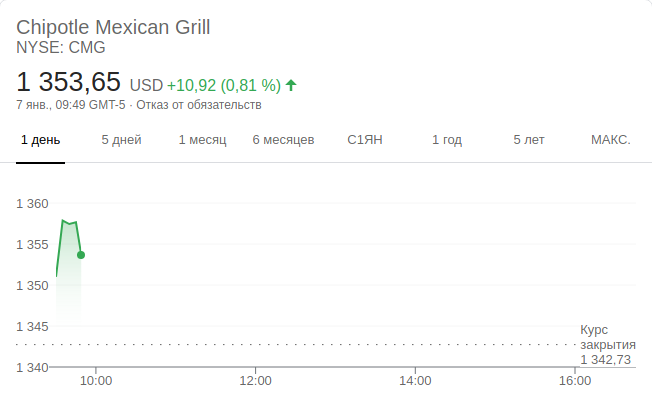 Chipotle Mexican Grill
NYSE: CMG
1 353,65 USD +10,92 (0,81 %)
7 янв., 09:49 GMT-5 · Отказ от обязательств
1 день 5 дней 1 месяц 6 месяцев С1ЯН 1 год 5 лет МАКС.
1 360
1 355
1 350
1 345
Курс
закрытия
1 342,73
1 340
10:00 12:00 14:00 16:00